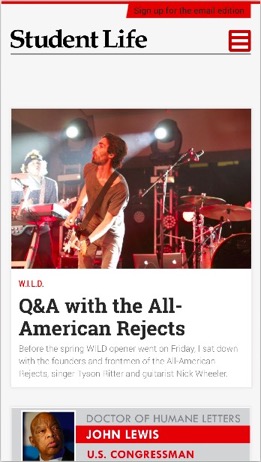 Sign up for the email edition
Student Life
W.I.L.D.
Q&A with the All-
American Rejects
Before the spring WILD opener went on Friday, I sat down
with the founders and frontmen of the All-American
Rejects, singer Tyson Ritter and guitarist Nick Wheeler.
DOCTOR OF HUMANE LETTERS
JOHN LEWIS
U.S. CONGRESSMAN